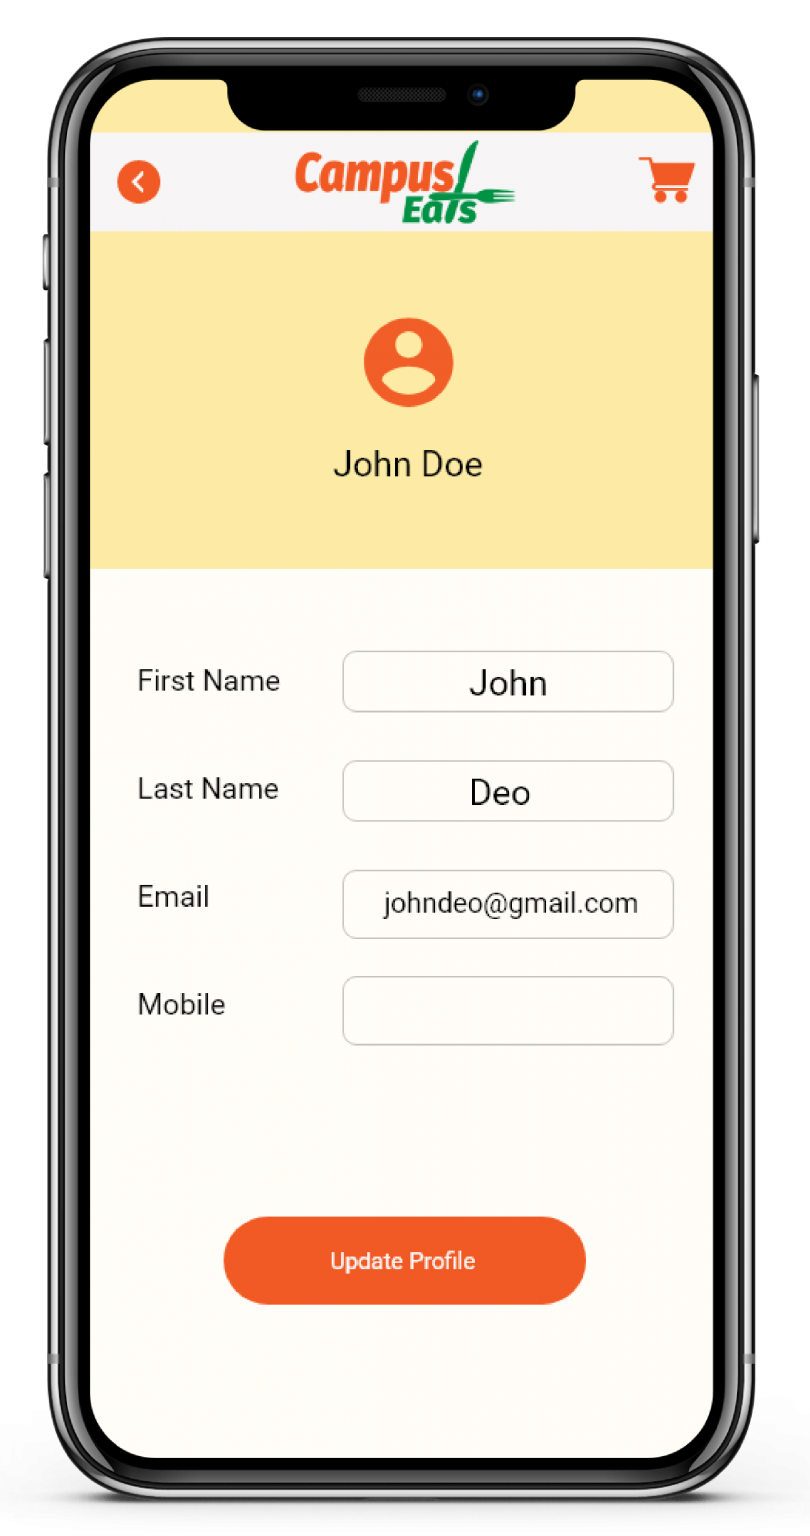 Campus
Eats
John Doe
First Name
John
Last Name
Deo
Email
johndeo@gmail.com
Mobile
Update Profile